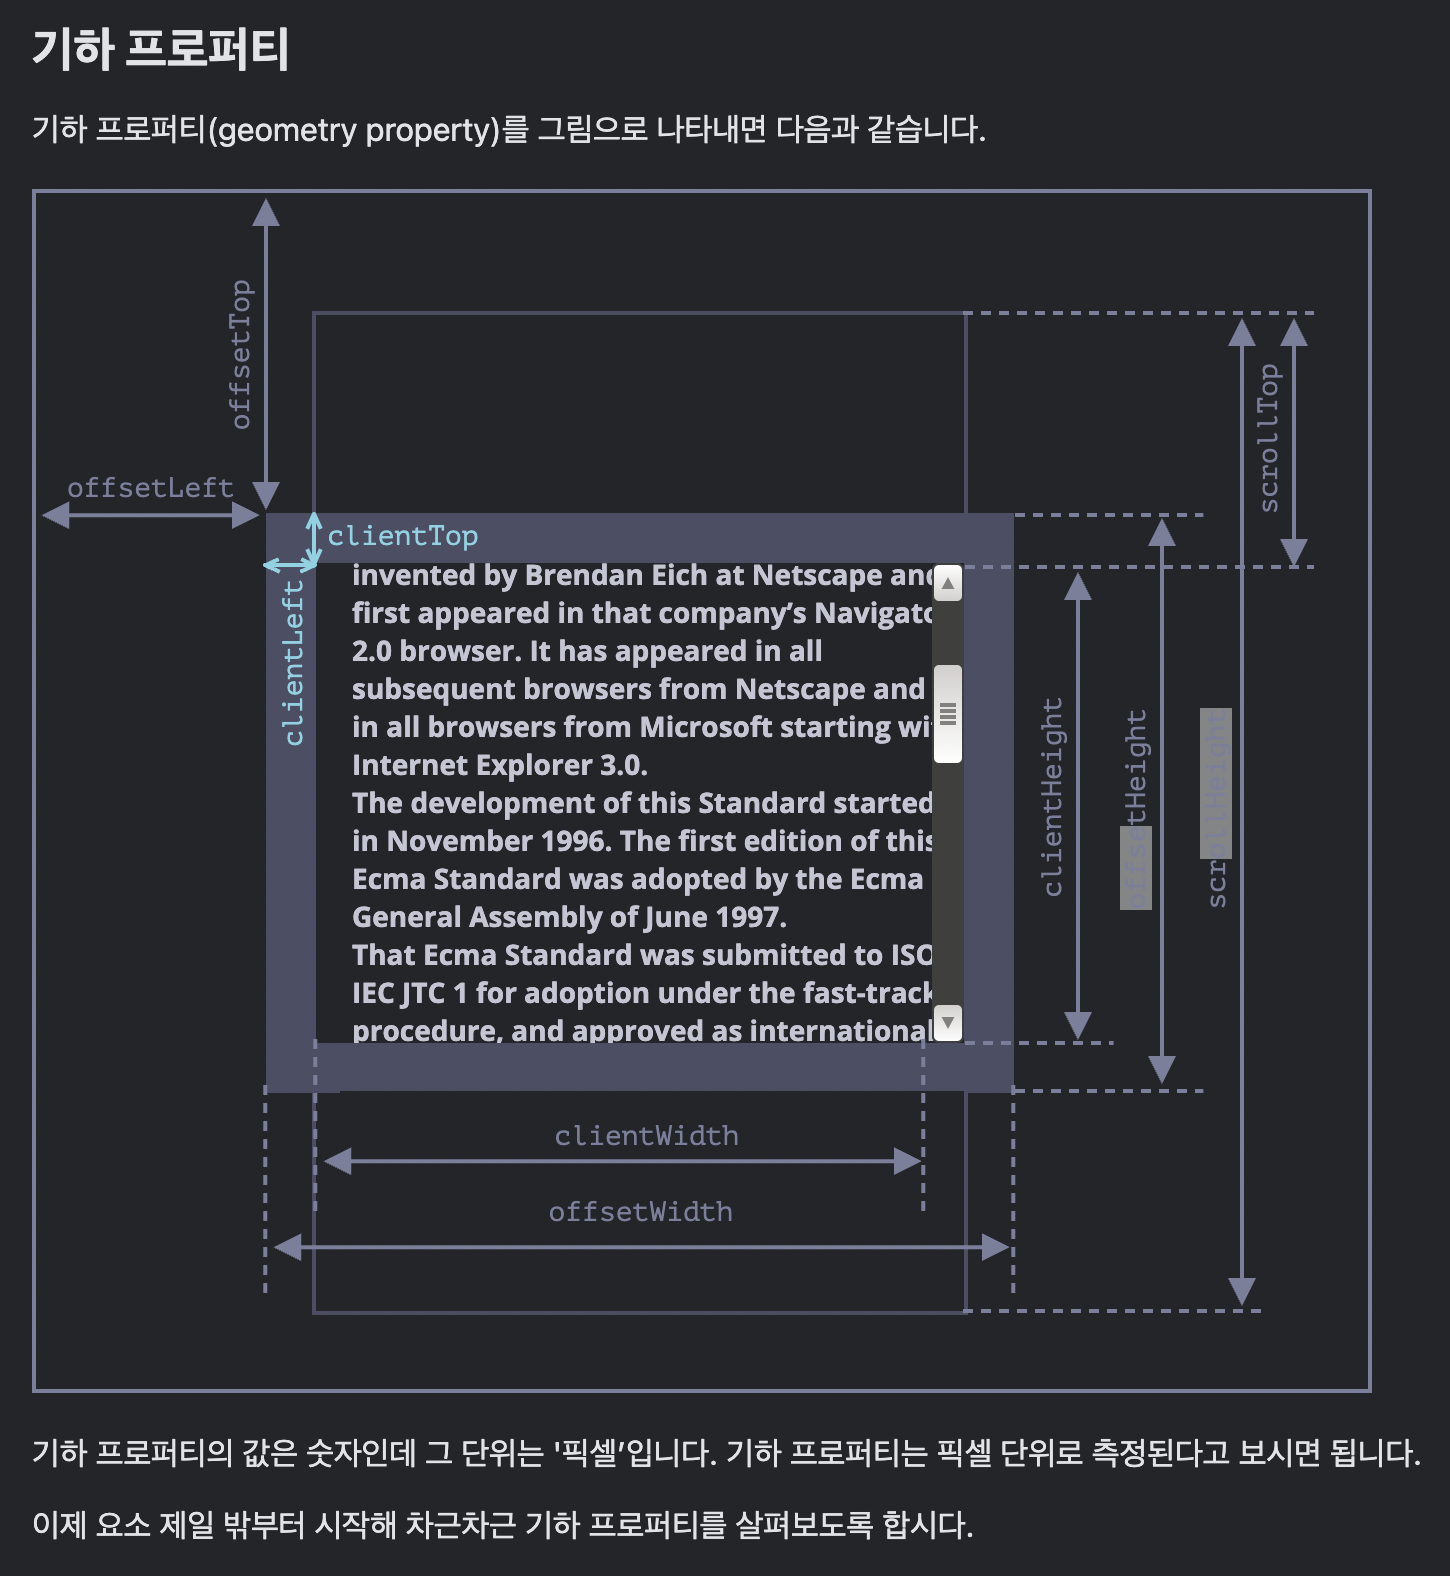 기하 프로퍼티
기하 프로퍼티(geometry property)를 그림으로 나타내면 다음과 같습니다.
offsetTop
scrollTop
offsetLeft
clientTop
clientLeft
invented by Brendan Eich at Netscape and
first appeared in that company’s Navigato
2.0 browser. It has appeared in all
subsequent browsers from Netscape and
in all browsers from Microsoft starting wi
Internet Explorer 3.0.
The development of this Standard started
in November 1996. The first edition of this
Ecma Standard was adopted by the Ecma
General Assembly of June 1997.
That Ecma Standard was submitted to ISO
IEC JTC 1 for adoption under the fast-track
procedure, and approved as international
clientHeight
offsetHeight
scrollHeight
clientWidth
offsetWidth
기하 프로퍼티의 값은 숫자인데 그 단위는 '픽셀’입니다. 기하 프로퍼티는 픽셀 단위로 측정된다고 보시면 됩니다.
이제 요소 제일 밖부터 시작해 차근차근 기하 프로퍼티를 살펴보도록 합시다.